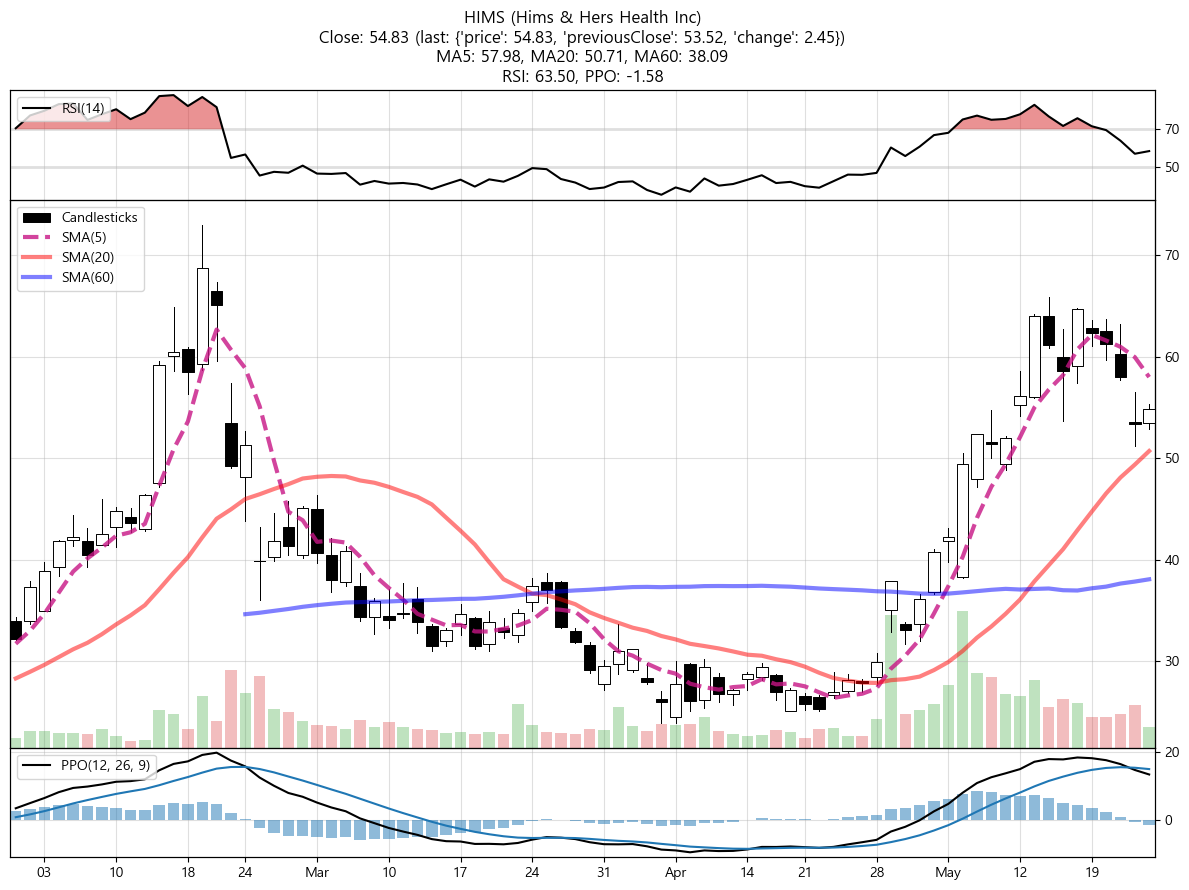 HIMS (Hims & Hers Health Inc)
Close: 54.83 (last: {'price': 54.83, 'previousClose': 53.52, 'change': 2.45})
MA5: 57.98, MA20: 50.71, MA60: 38.09
RSI: 63.50, PPO: -1.58
RSI(14)
70
50
Candlesticks
SMA(5)
SMA(20)
SMA(60)
70
60
50
40
30
PPO(12, 26, 9)
20
0
03 10 18 24 Mar 10 17 24 31 Apr 14 21 28 May 12 19